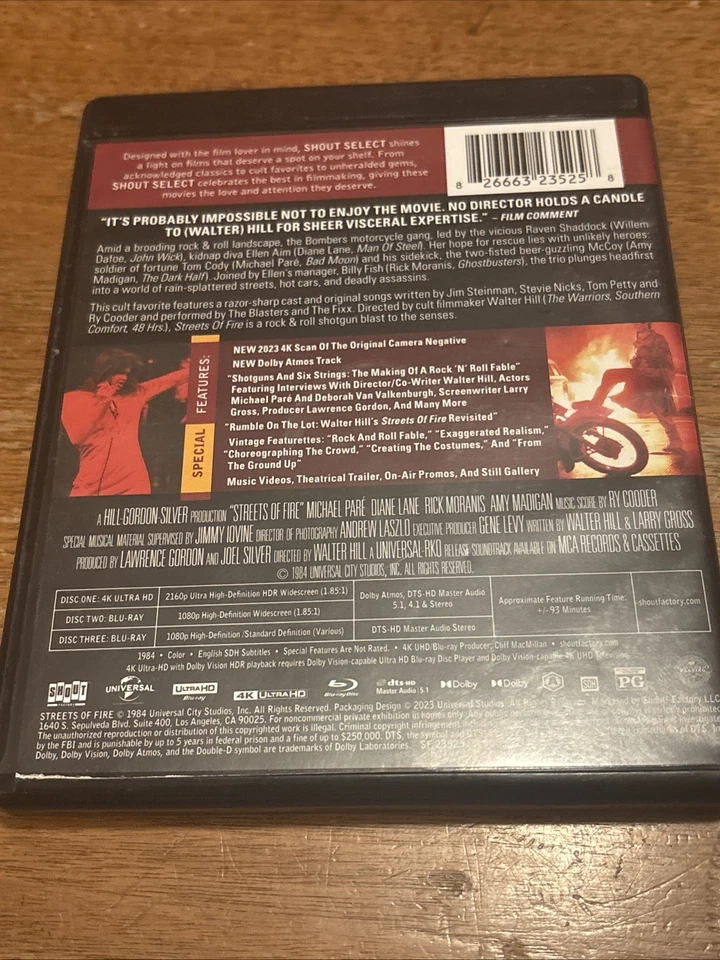 Designed with the film lover in mind, SHOUT SELECT shines
a light on films that deserve a spot on your shelf. From
acknowledged classics to cult favorites to unheralded gems,
SHOUT SELECT celebrates the best in filmmaking, giving these
movies the love and attention they deserve.
8 26663 23525 8
“IT’S PROBABLY IMPOSSIBLE NOT TO ENJOY THE MOVIE. NO DIRECTOR HOLDS A CANDLE
TO (WALTER) HILL FOR SHEER VISCERAL EXPERTISE.” – FILM COMMENT
Amid a brooding rock & roll landscape, the Bombers motorcycle gang, led by the vicious Raven Shaddock (Willem
Dafoe, John Wick), kidnap diva Ellen Aim (Diane Lane, Man Of Steel). Her hope for rescue lies with unlikely heroes:
soldier of fortune Tom Cody (Michael Paré, Bad Moon) and his sidekick, the two-fisted beer-guzzling McCoy (Amy
Madigan, The Dark Half). Joined by Ellen’s manager, Billy Fish (Rick Moranis, Ghostbusters), the trio plunges headfirst
into a world of rain-splattered streets, hot cars, and deadly assassins.
This cult favorite features a razor-sharp cast and original songs written by Jim Steinman, Stevie Nicks, Tom Petty and
Ry Cooder and performed by The Blasters and The Fixx. Directed by cult filmmaker Walter Hill (The Warriors, Southern
Comfort, 48 Hrs.), Streets Of Fire is a rock & roll shotgun blast to the senses.
SPECIAL FEATURES:
NEW 2023 4K Scan Of The Original Camera Negative
NEW Dolby Atmos Track
“Shotguns And Six Strings: The Making Of A Rock ‘N’ Roll Fable”
Featuring Interviews With Director/Co-Writer Walter Hill, Actors
Michael Paré And Deborah Van Valkenburgh, Screenwriter Larry
Gross, Producer Lawrence Gordon, And Many More
“Rumble On The Lot: Walter Hill’s Streets Of Fire Revisited”
Vintage Featurettes: “Rock And Roll Fable,” “Exaggerated Realism,”
“Choreographing The Crowd,” “Creating The Costumes,” And “From
The Ground Up”
Music Videos, Theatrical Trailer, On-Air Promos, And Still Gallery
A HILL-GORDON-SILVER PRODUCTION “STREETS OF FIRE” MICHAEL PARÉ DIANE LANE RICK MORANIS AMY MADIGAN MUSIC SCORE BY RY COODER
SPECIAL MUSICAL MATERIAL SUPERVISED BY JIMMY IOVINE DIRECTOR OF PHOTOGRAPHY ANDREW LASZLO EXECUTIVE PRODUCER GENE LEVY WRITTEN BY WALTER HILL & LARRY GROSS
PRODUCED BY LAWRENCE GORDON AND JOEL SILVER DIRECTED BY WALTER HILL A UNIVERSAL-RKO RELEASE SOUNDTRACK AVAILABLE ON MCA RECORDS & CASSETTES
© 1984 UNIVERSAL CITY STUDIOS, INC. ALL RIGHTS RESERVED.
DISC ONE: 4K ULTRA HD 2160p Ultra High-Definition HDR Widescreen (1.85:1) Dolby Atmos, DTS-HD Master Audio
5.1, 4.1 & Stereo
DISC TWO: BLU-RAY 1080p High-Definition Widescreen (1.85:1)
DISC THREE: BLU-RAY 1080p High-Definition /Standard Definition (Various) DTS-HD Master Audio Stereo
Approximate Feature Running Time:
+/- 93 Minutes
shoutfactory.com
1984 • Color • English SDH Subtitles • Special Features Are Not Rated. • 4K UHD/Blu-ray Producer: Cliff MacMillan • shoutfactory.com
4K Ultra-HD with Dolby Vision HDR playback requires Dolby Vision-capable Ultra HD Blu-ray Disc Player and Dolby Vision-capable 4K UHD
SHOUT FACTORY UNIVERSAL ULTRA HD Blu-ray 4K ULTRA HD Blu-ray Disc dts-HD Master Audio | 5.1 Dolby Dolby PG
STREETS OF FIRE © 1984 Universal City Studios, Inc. All Rights Reserved. Packaging Design © 2023 Universal City Studios
1640 S. Sepulveda Blvd. Suite 400, Los Angeles, CA 90025. For noncommercial private exhibition in homes only.
The unauthorized reproduction or distribution of this copyrighted work is illegal. Criminal copyright infringement
by the FBI and is punishable by up to 5 years in federal prison and a fine of up to $250,000. DTS, the symbol
Dolby, Dolby Vision, Dolby Atmos, and the Double-D symbol are trademarks of Dolby Laboratories. SF 23525